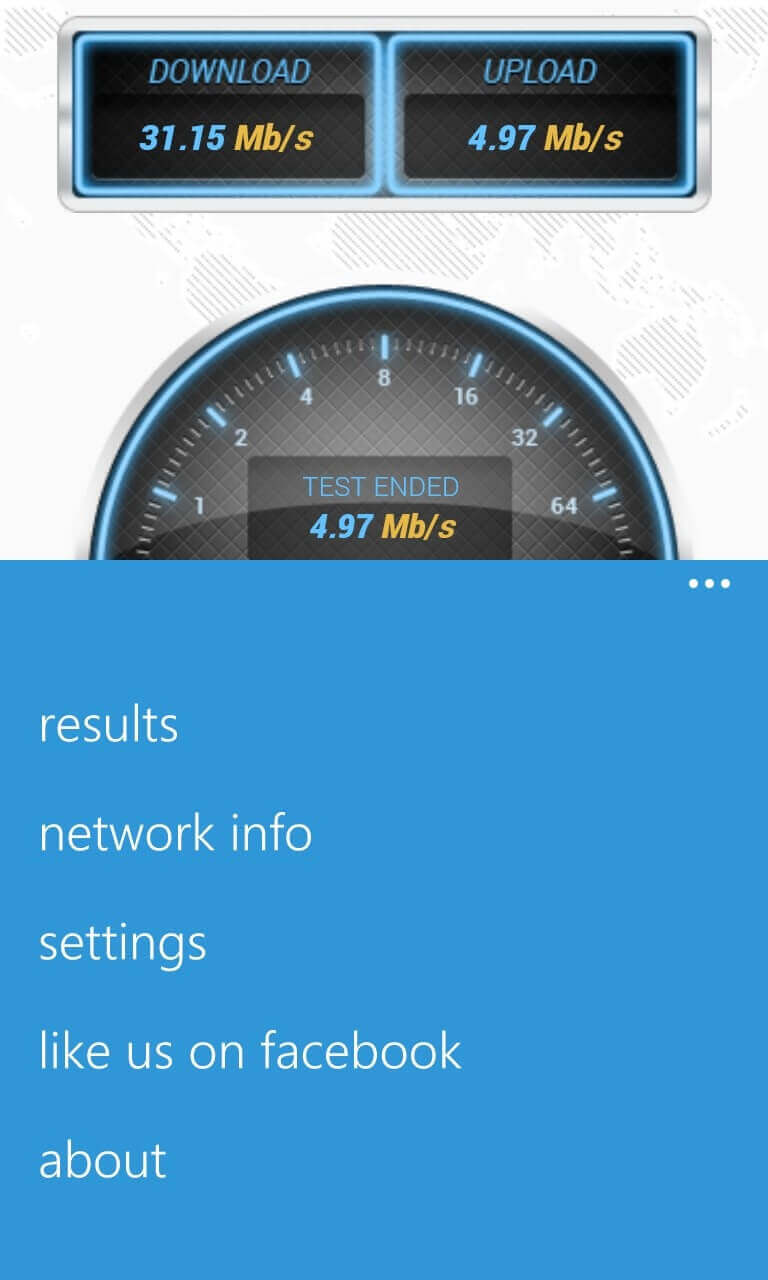 DOWNLOAD UPLOAD
31.15 Mb/s 4.97 Mb/s
8
4 16
2 32
1 64
TEST ENDED
4.97 Mb/s
results
network info
settings
like us on facebook
about